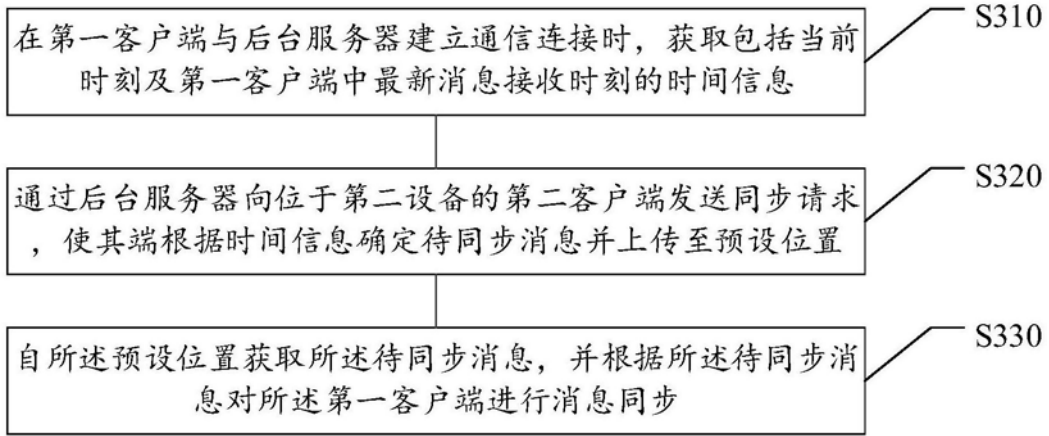 在第一客户端与后台服务器建立通信连接时，获取包括当前
时刻及第一客户端中最新消息接收时刻的时间信息
S310
通过后台服务器向位于第二设备的第二客户端发送同步请求
，使其端根据时间信息确定待同步消息并上传至预设位置
S320
自所述预设位置获取所述待同步消息，并根据所述待同步消
息对所述第一客户端进行消息同步
S330